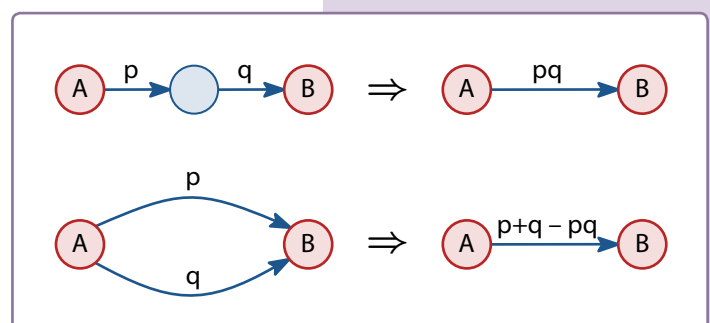 A p q B ⇒ A pq B
p
A B ⇒ A p+q – pq B
q